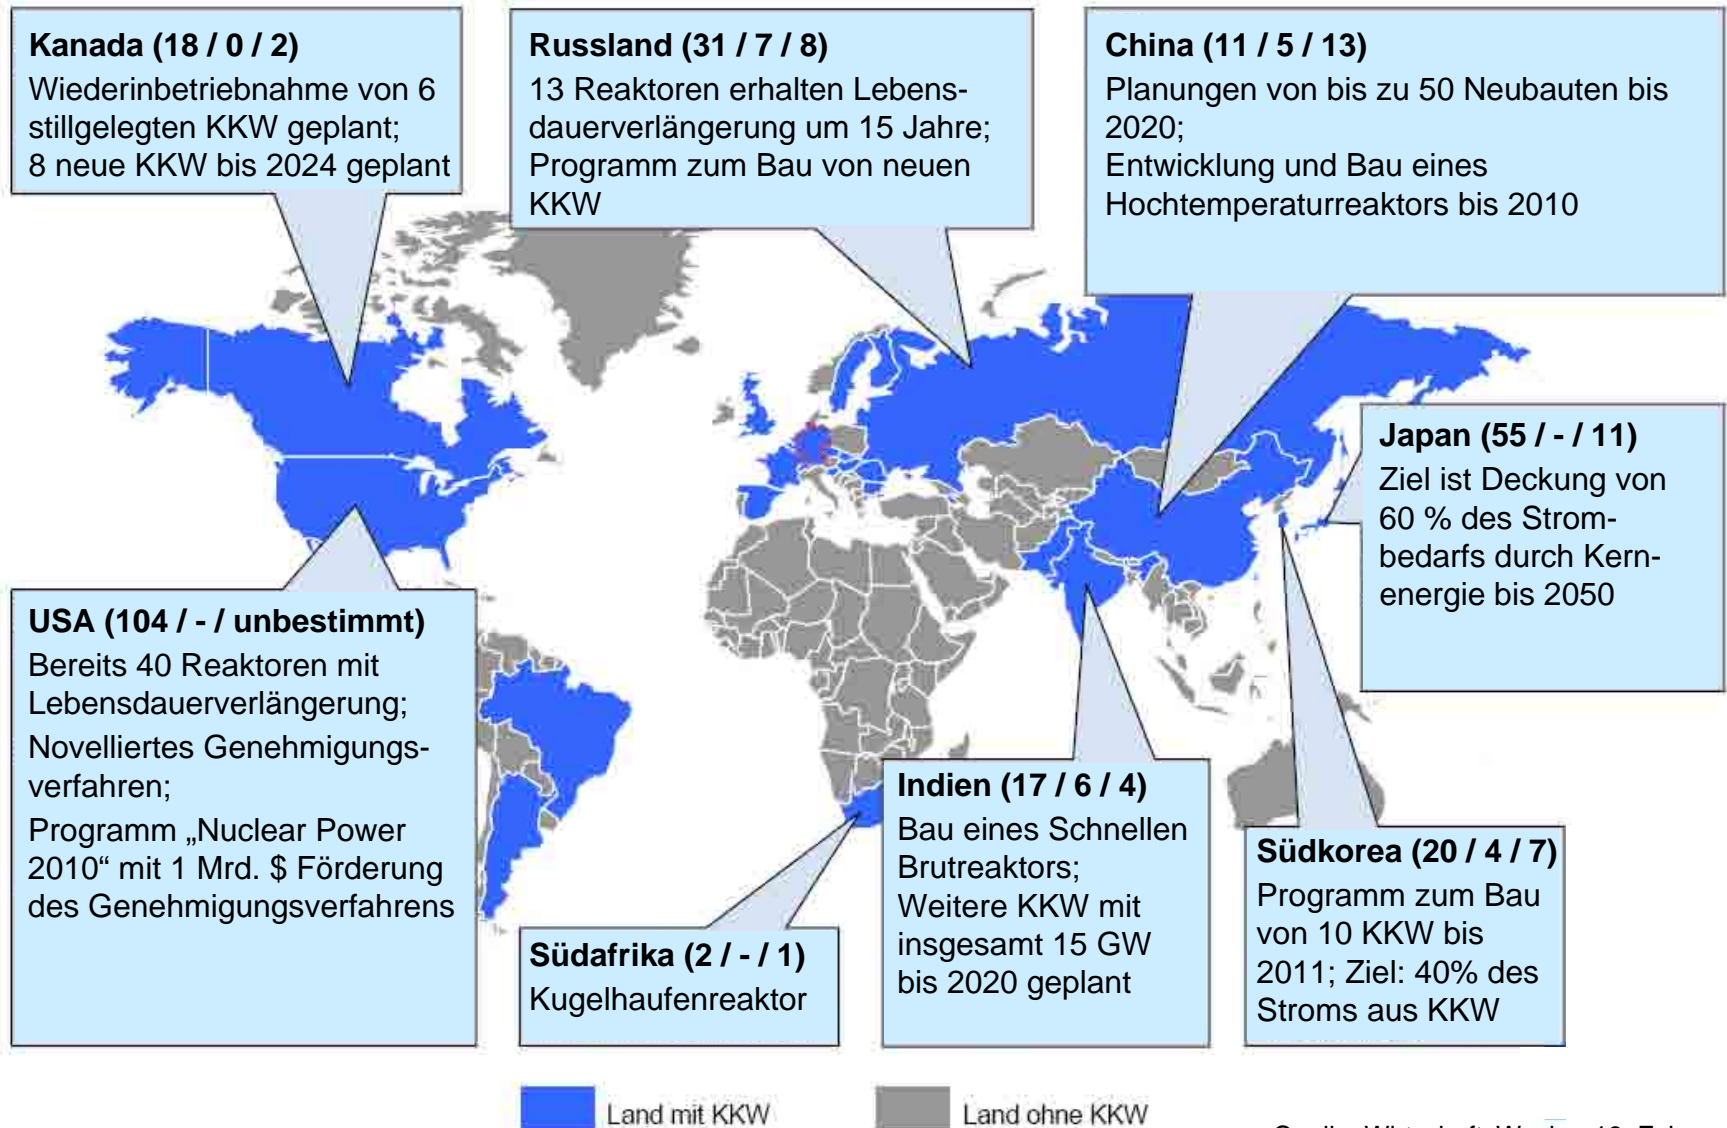 Kanada (18 / 0 / 2)
Wiederinbetriebnahme von 6
stillgelegten KKW geplant;
8 neue KKW bis 2024 geplant
Russland (31 / 7 / 8)
13 Reaktoren erhalten Lebens-
dauerverlängerung um 15 Jahre;
Programm zum Bau von neuen
KKW
China (11 / 5 / 13)
Planungen von bis zu 50 Neubauten bis
2020;
Entwicklung und Bau eines
Hochtemperaturreaktors bis 2010
Japan (55 / - / 11)
Ziel ist Deckung von
60 % des Strom-
bedarfs durch Kern-
energie bis 2050
USA (104 / - / unbestimmt)
Bereits 40 Reaktoren mit
Lebensdauerverlängerung;
Novelliertes Genehmigungs-
verfahren;
Programm „Nuclear Power
2010“ mit 1 Mrd. $ Förderung
des Genehmigungsverfahrens
Südafrika (2 / - / 1)
Kugelhaufenreaktor
Indien (17 / 6 / 4)
Bau eines Schnellen
Brutreaktors;
Weitere KKW mit
insgesamt 15 GW
bis 2020 geplant
Südkorea (20 / 4 / 7)
Programm zum Bau
von 10 KKW bis
2011; Ziel: 40% des
Stroms aus KKW
Land mit KKW
Land ohne KKW